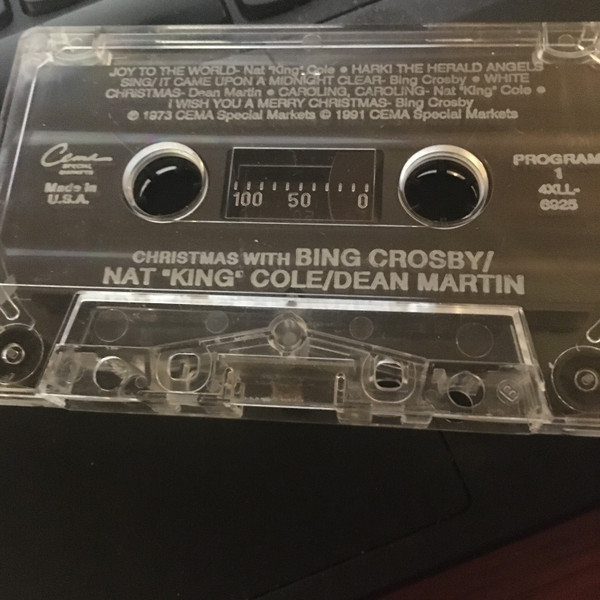 JOY TO THE WORLD- Nat "King" Cole • HARK! THE HERALD ANGELS
SING/ IT CAME UPON A MIDNIGHT CLEAR- Bing Crosby • WHITE
CHRISTMAS- Dean Martin • CAROLING, CAROLING- Nat "King" Cole •
I WISH YOU A MERRY CHRISTMAS- Bing Crosby
℗ 1973 CEMA Special Markets © 1991 CEMA Special Markets
Cema
SPECIAL
MARKETS
Made in
U.S.A.
100 50 0
PROGRAM
1
4XLL-
6925
CHRISTMAS WITH BING CROSBY/
NAT "KING" COLE/DEAN MARTIN